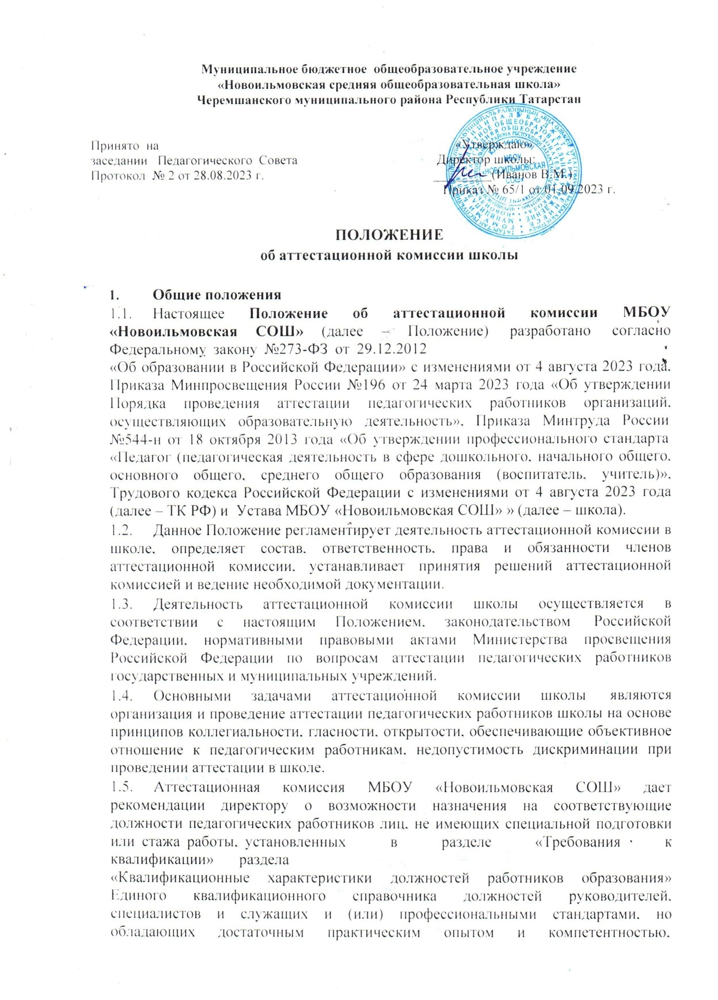 Муниципальное бюджетное общеобразовательное учреждение
«Новоильмовская средняя общеобразовательная школа»
Черемшанского муниципального района Республики Татарстан
Принято на
заседании Педагогического Совета
Протокол № 2 от 28.08.2023 г.
«Утверждаю»
Директор школы:
_________(Иванов В.М.)
Приказ № 65/1 от 01.09.2023 г.
МБОУ
«НОВОИЛЬМОВСКАЯ
СОШ»
ПОЛОЖЕНИЕ
об аттестационной комиссии школы
1. Общие положения
1.1. Настоящее Положение об аттестационной комиссии МБОУ
«Новоильмовская СОШ» (далее – Положение) разработано согласно
Федеральному закону №273-ФЗ от 29.12.2012
«Об образовании в Российской Федерации» с изменениями от 4 августа 2023 года,
Приказа Минпросвещения России №196 от 24 марта 2023 года «Об утверждении
Порядка проведения аттестации педагогических работников организаций,
осуществляющих образовательную деятельность», Приказа Минтруда России
№544-н от 18 октября 2013 года «Об утверждении профессионального стандарта
«Педагог (педагогическая деятельность в сфере дошкольного, начального общего,
основного общего, среднего общего образования (воспитатель, учитель)»,
Трудового кодекса Российской Федерации с изменениями от 4 августа 2023 года
(далее – ТК РФ) и Устава МБОУ «Новоильмовская СОШ» » (далее – школа).
1.2. Данное Положение регламентирует деятельность аттестационной комиссии в
школе, определяет состав, ответственность, права и обязанности членов
аттестационной комиссии, устанавливает принятия решений аттестационной
комиссией и ведение необходимой документации.
1.3. Деятельность аттестационной комиссии школы осуществляется в
соответствии с настоящим Положением, законодательством Российской
Федерации, нормативными правовыми актами Министерства просвещения
Российской Федерации по вопросам аттестации педагогических работников
государственных и муниципальных учреждений.
1.4. Основными задачами аттестационной комиссии школы являются
организация и проведение аттестации педагогических работников школы на основе
принципов коллегиальности, гласности, открытости, обеспечивающие объективное
отношение к педагогическим работникам, недопустимость дискриминации при
проведении аттестации в школе.
1.5. Аттестационная комиссия МБОУ «Новоильмовская СОШ» дает
рекомендации директору о возможности назначения на соответствующие
должности педагогических работников лиц, не имеющих специальной подготовки
или стажа работы, установленных в разделе «Требования к
квалификации» раздела
«Квалификационные характеристики должностей работников образования»
Единого квалификационного справочника должностей руководителей,
специалистов и служащих и (или) профессиональными стандартами, но
обладающих достаточным практическим опытом и компетентностью,